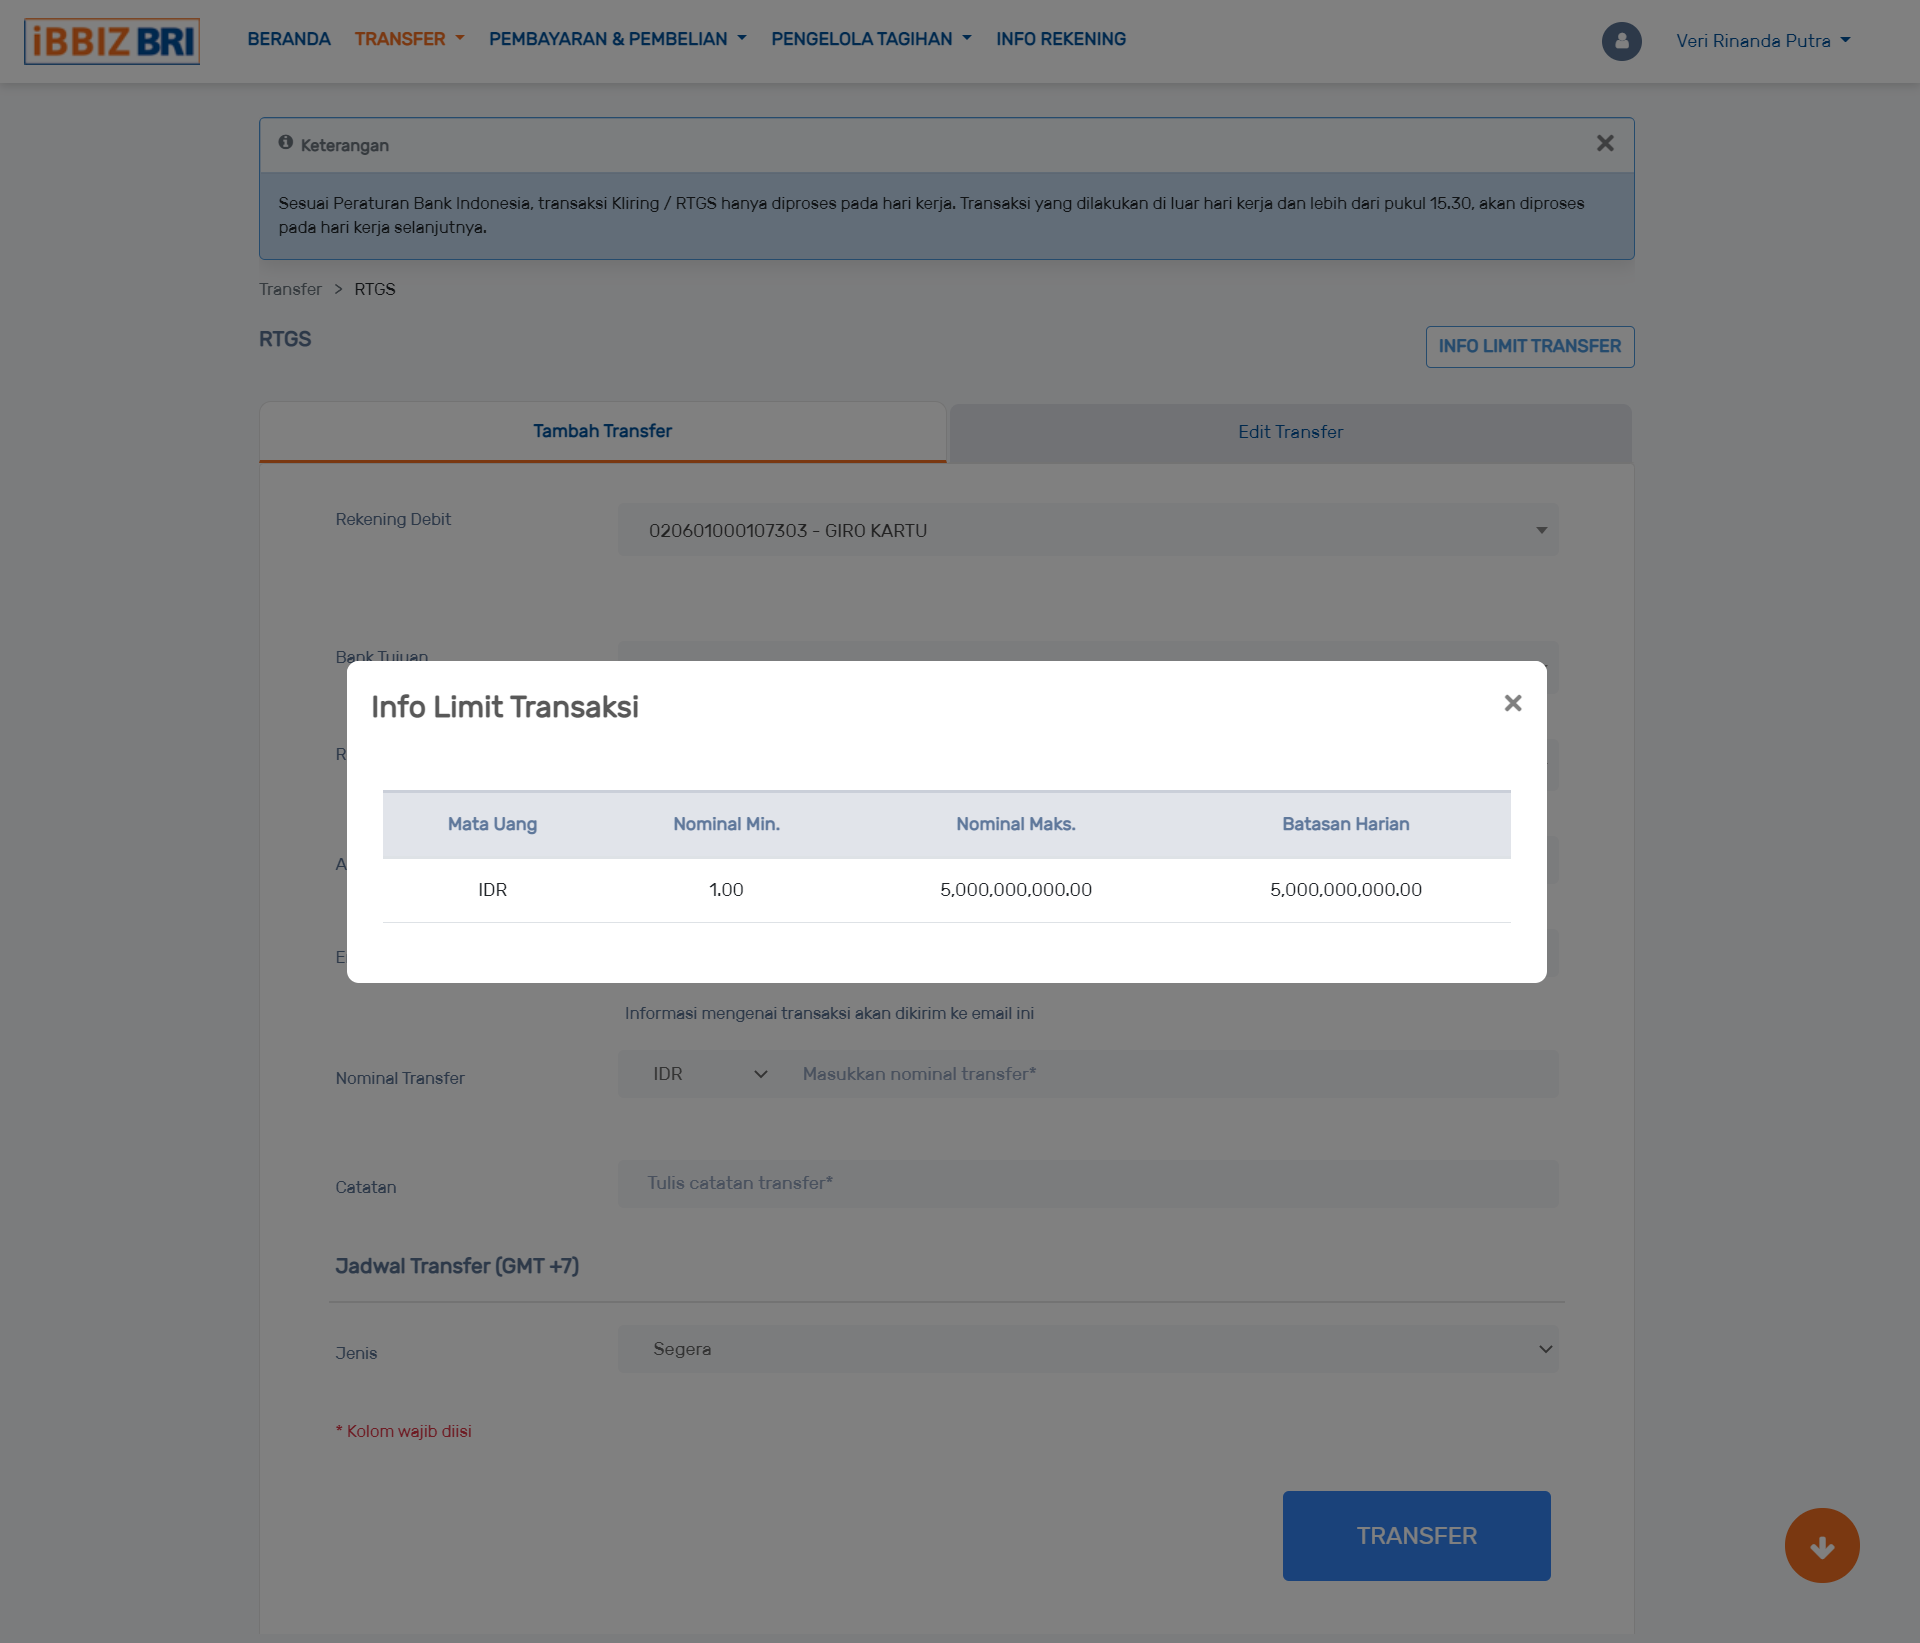 iBBIZ BRI
BERANDA TRANSFER PEMBAYARAN & PEMBELIAN PENGELOLA TAGIHAN INFO REKENING
Veri Rinanda Putra
Keterangan
Sesuai Peraturan Bank Indonesia, transaksi Kliring / RTGS hanya diproses pada hari kerja. Transaksi yang dilakukan di luar hari kerja dan lebih dari pukul 15.30, akan diproses
pada hari kerja selanjutnya.
Transfer > RTGS
RTGS
INFO LIMIT TRANSFER
Tambah Transfer
Edit Transfer
Rekening Debit
020601000107303 - GIRO KARTU
Bank Tujuan
Info Limit Transaksi
Mata Uang Nominal Min. Nominal Maks. Batasan Harian
IDR 1.00 5,000,000,000.00 5,000,000,000.00
Informasi mengenai transaksi akan dikirim ke email ini
Nominal Transfer
IDR
Masukkan nominal transfer*
Catatan
Tulis catatan transfer*
Jadwal Transfer (GMT +7)
Jenis
Segera
* Kolom wajib diisi
TRANSFER